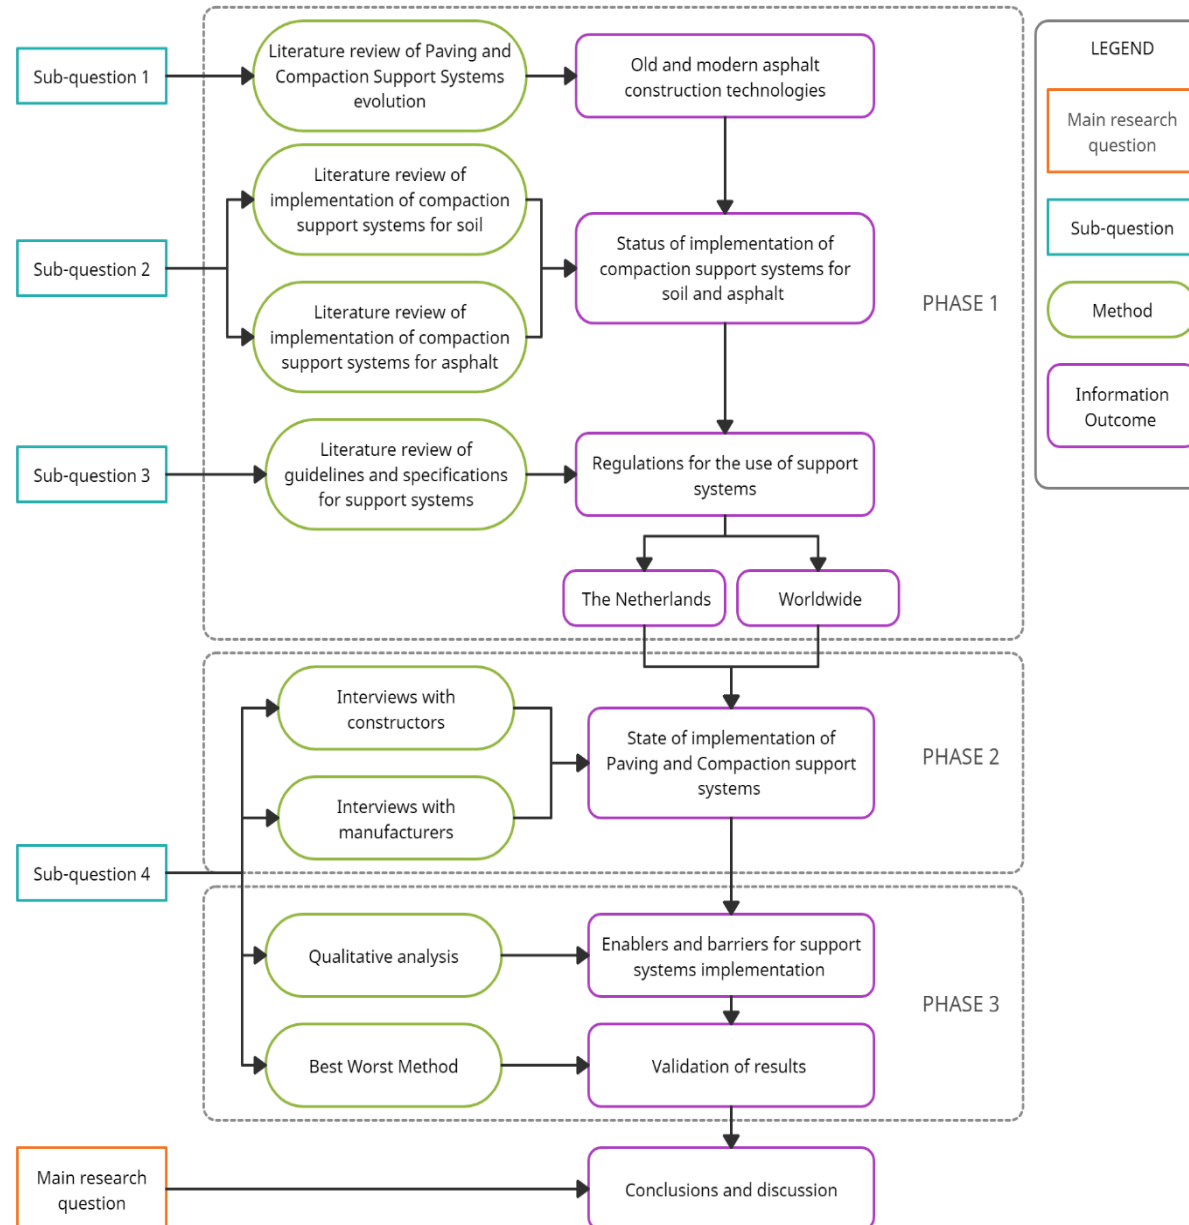 Sub-question 1
Literature review of Paving and
Compaction Support Systems
evolution
Old and modern asphalt
construction technologies
Sub-question 2
Literature review of
implementation of compaction
support systems for soil
Literature review of
implementation of compaction
support systems for asphalt
Status of implementation of
compaction support systems for
soil and asphalt
PHASE 1
Sub-question 3
Literature review of
guidelines and specifications
for support systems
Regulations for the use of support
systems
The Netherlands
Worldwide
Interviews with
constructors
Interviews with
manufacturers
State of implementation of
Paving and Compaction support
systems
PHASE 2
Sub-question 4
Qualitative analysis
Enablers and barriers for support
systems implementation
PHASE 3
Best Worst Method
Validation of results
Main research
question
Conclusions and discussion
LEGEND
Main research
question
Sub-question
Method
Information
Outcome